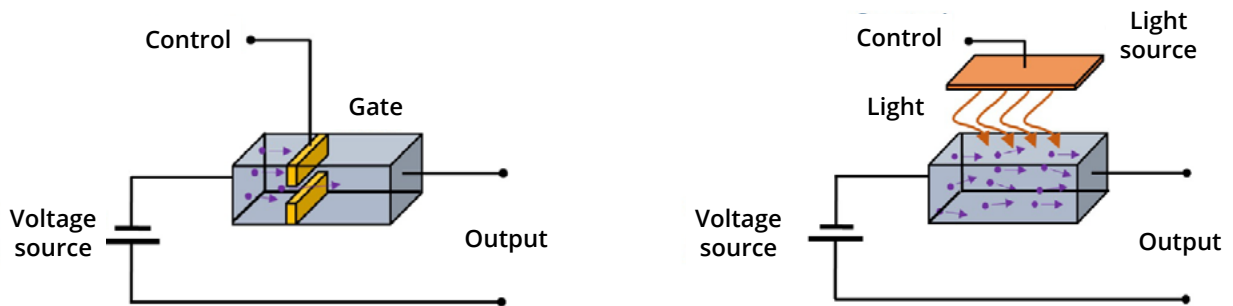 Control
Gate
Voltage
source
Output
Control
Light
source
Light
Voltage
source
Output